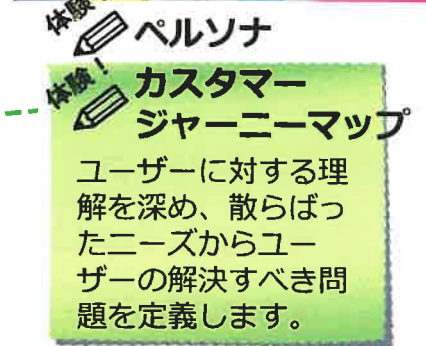 体験！
ペルソナ
体験！
カスタマー
ジャーニーマップ
ユーザーに対する理
解を深め、散らばっ
たニーズからユー
ザーの解決すべき問
題を定義します。